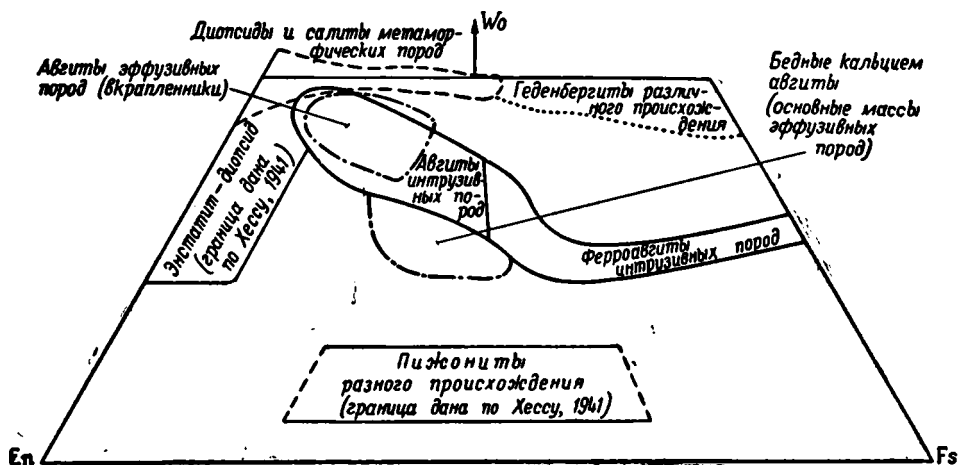 Wo
Диопсиды и салиты метамор-
фических пород
Авгиты эффузивных
пород (вкрапленники)
Бедные кальцием
авгиты
(основные массы
эффузивных
пород)
Геденбергиты различ-
ного происхож-
дения
Энстатит-диопсид
(граница дана
по Хессу, 1941)
Авгиты
интрузив-
ных по-
род
Ферроавгиты
интрузивных пород
Пижониты
разного происхождения
(граница дана по Хессу, 1941)
En
Fs